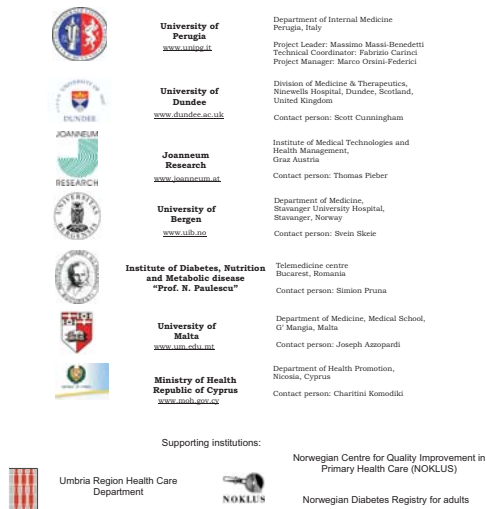 University of
Perugia
www.unipg.it
Department of Internal Medicine
Perugia, Italy
Project Leader: Massimo Massi-Benedetti
Technical Coordinator: Fabrizio Carinci
Project Manager: Marco Orsini-Federici
DUNDEE
University of
Dundee
www.dundee.ac.uk
Division of Medicine & Therapeutics,
Ninewells Hospital, Dundee, Scotland,
United Kingdom
Contact person: Scott Cunningham
JOANNEUM
RESEARCH
Joanneum
Research
www.joanneum.at
Institute of Medical Technologies and
Health Management,
Graz Austria
Contact person: Thomas Pieber
University of
Bergen
www.uib.no
Department of Medicine,
Stavanger University Hospital,
Stavanger, Norway
Contact person: Svein Skeie
Institute of Diabetes, Nutrition
and Metabolic disease
"Prof. N. Paulescu"
Telemedicine centre
Bucarest, Romania
Contact person: Simion Pruna
University of
Malta
www.um.edu.mt
Department of Medicine, Medical School,
G' Mangia, Malta
Contact person: Joseph Azzopardi
Ministry of Health
Republic of Cyprus
www.moh.gov.cy
Department of Health Promotion,
Nicosia, Cyprus
Contact person: Charitini Komodiki
Supporting institutions:
Umbria Region Health Care
Department
NOKLUS
Norwegian Centre for Quality Improvement in
Primary Health Care (NOKLUS)
Norwegian Diabetes Registry for adults